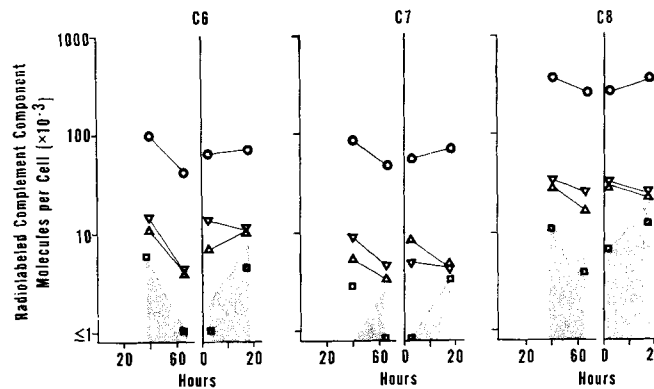 C6 C7 C8
Radiolabeled Complement Component
Molecules per Cell (×10⁻³)
1000
100
10
≤1
20 60 0 20
20 60 0 20
20 60 0 2
Hours Hours Hours